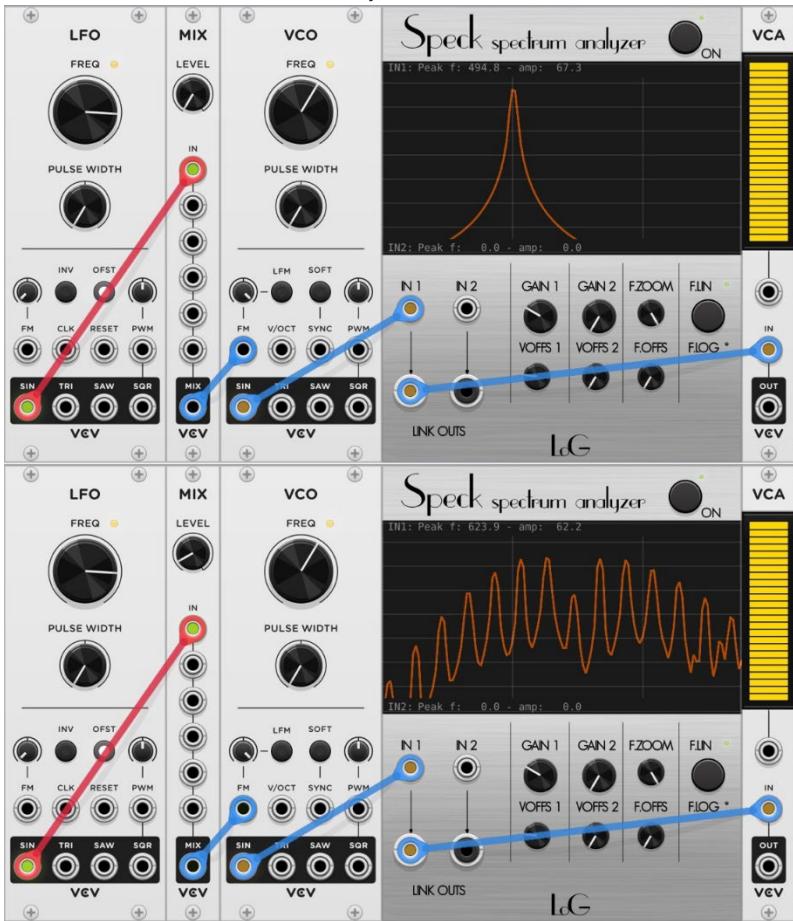 LFO MIX VCO Speck spectrum analyzer ON VCA
FREQ LEVEL FREQ
IN1: Peak f: 494.8 - amp: 67.3
IN
PULSE WIDTH PULSE WIDTH
IN2: Peak f: 0.0 - amp: 0.0
INV OFST LFM SOFT
IN 1 IN 2 GAIN 1 GAIN 2 F.ZOOM F.LIN
FM CLK RESET PWM FM V/OCT SYNC PWM IN
VOFFS 1 VOFFS 2 F.OFFS F.LOG
SIN TRI SAW SQR MIX SIN TRI SAW SQR OUT
LINK OUTS
VCV VCV VCV LOG VCV
LFO MIX VCO Speck spectrum analyzer ON VCA
FREQ LEVEL FREQ
IN1: Peak f: 623.9 - amp: 62.2
IN
PULSE WIDTH PULSE WIDTH
IN2: Peak f: 0.0 - amp: 0.0
INV OFST LFM SOFT
IN 1 IN 2 GAIN 1 GAIN 2 F.ZOOM F.LIN
FM CLK RESET PWM FM V/OCT SYNC PWM IN
VOFFS 1 VOFFS 2 F.OFFS F.LOG
SIN TRI SAW SQR MIX SIN TRI SAW SQR OUT
LINK OUTS
VCV VCV VCV LOG VCV